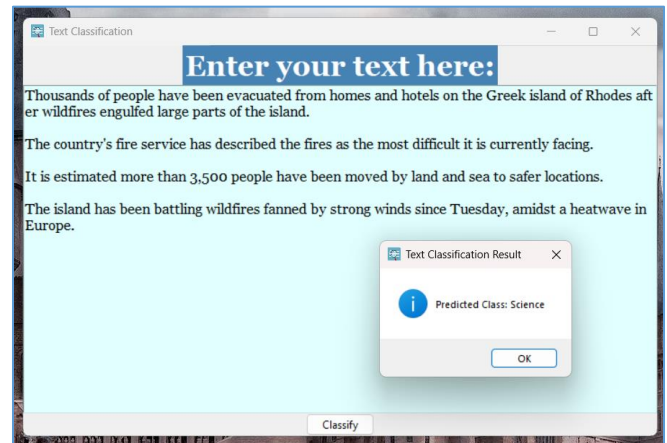 Text Classification
Enter your text here:
Thousands of people have been evacuated from homes and hotels on the Greek island of Rhodes aft
er wildfires engulfed large parts of the island.
The country's fire service has described the fires as the most difficult it is currently facing.
It is estimated more than 3,500 people have been moved by land and sea to safer locations.
The island has been battling wildfires fanned by strong winds since Tuesday, amidst a heatwave in
Europe.
Text Classification Result
Predicted Class: Science
OK
Classify